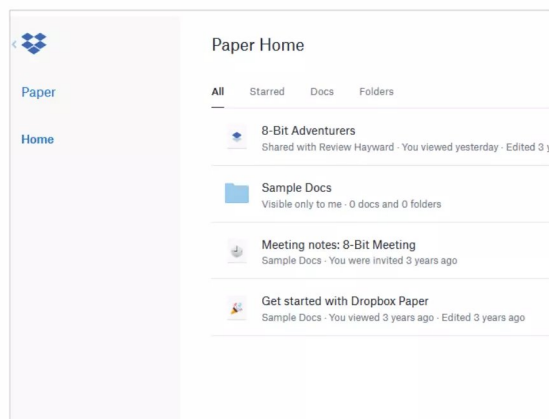 Paper
Home
Paper Home
All Starred Docs Folders
8-Bit Adventurers
Shared with Review Hayward · You viewed yesterday · Edited 3
Sample Docs
Visible only to me · 0 docs and 0 folders
Meeting notes: 8-Bit Meeting
Sample Docs · You were invited 3 years ago
Get started with Dropbox Paper
Sample Docs · You viewed 3 years ago · Edited 3 years ago